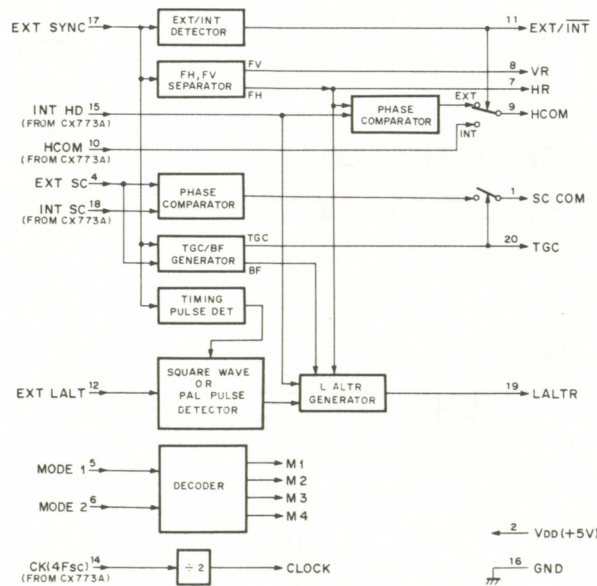 EXT SYNC 17
EXT/INT
DETECTOR
11 EXT/INT
FH, FV
SEPARATOR
FV
FH
8 VR
7 HR
INT HD 15
(FROM CX773A)
PHASE
COMPARATOR
EXT
INT
9 HCOM
HCOM 10
(FROM CX773A)
EXT SC 4
INT SC 18
(FROM CX773A)
PHASE
COMPARATOR
1 SC COM
TGC/BF
GENERATOR
TGC
BF
20 TGC
TIMING
PULSE DET
EXT LALT 12
SQUARE WAVE
OR
PAL PULSE
DETECTOR
L ALTR
GENERATOR
19 LALTR
MODE 1 5
MODE 2 6
DECODER
M1
M2
M3
M4
2 VDD(+5V)
CK(4FSC) 14
(FROM CX773A)
÷ 2
CLOCK
16 GND